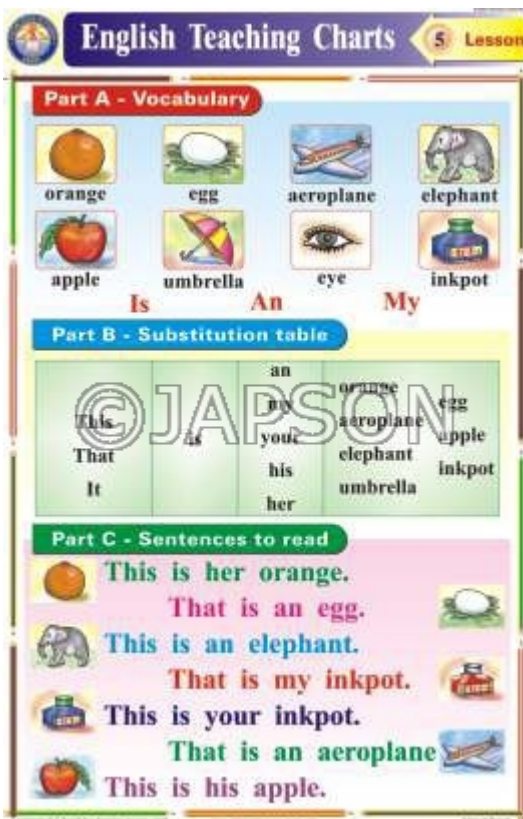 English Teaching Charts
5 Lesson
Part A - Vocabulary
orange egg aeroplane elephant
apple umbrella eye inkpot
Is An My
Part B - Substitution table
This
That
It
is
an
my
your
his
her
orange
aeroplane
elephant
umbrella
egg
apple
inkpot
©JAPSON
Part C - Sentences to read
This is her orange.
That is an egg.
This is an elephant.
That is my inkpot.
This is your inkpot.
That is an aeroplane
This is his apple.